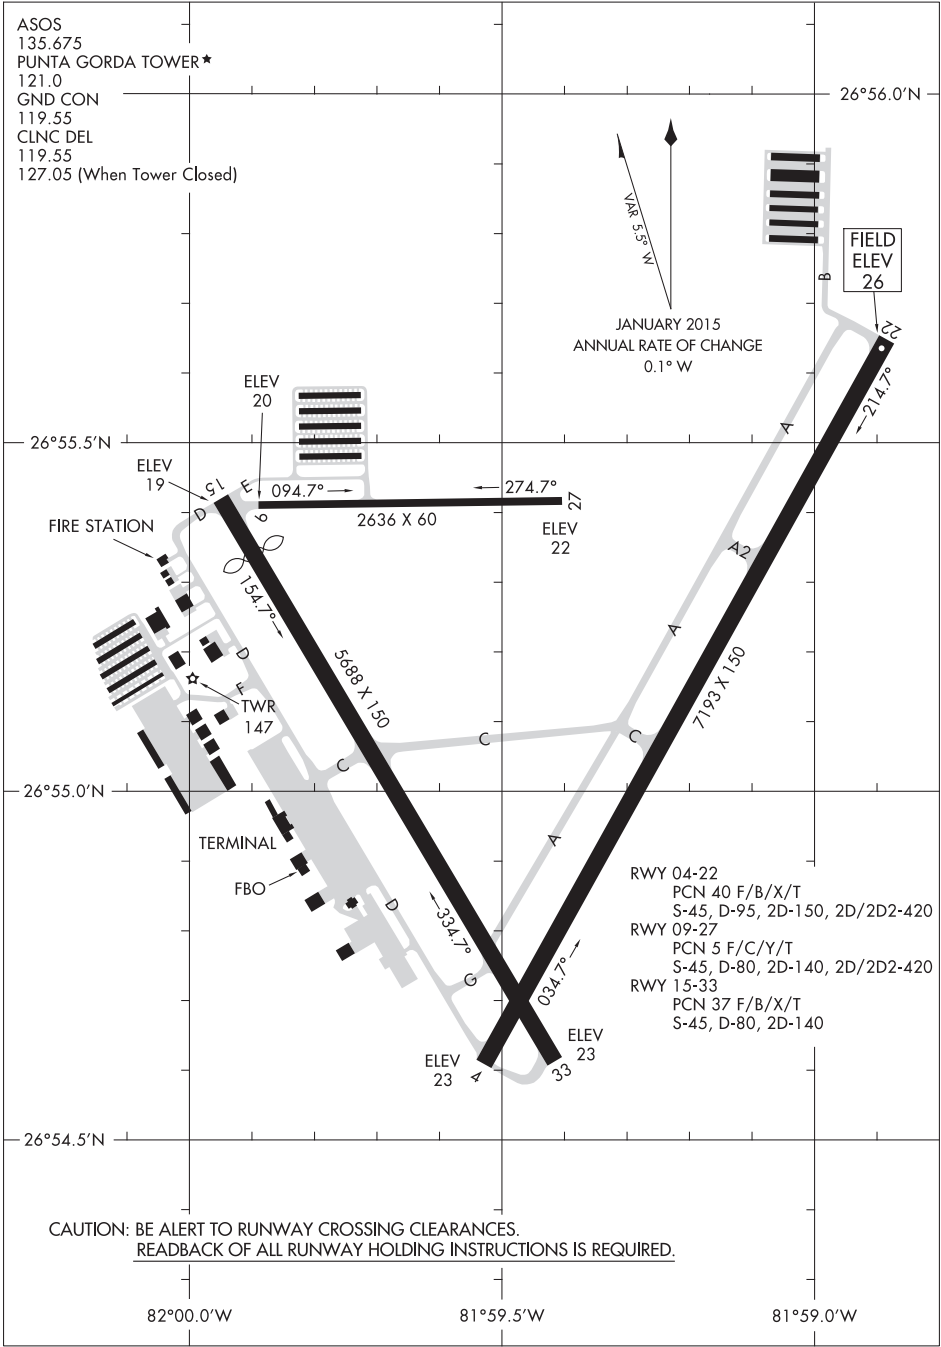 ASOS
135.675
PUNTA GORDA TOWER★
121.0
GND CON
119.55
CLNC DEL
119.55
127.05 (When Tower Closed)
26°56.0'N
VAR 5.5° W
JANUARY 2015
ANNUAL RATE OF CHANGE
0.1° W
B
FIELD
ELEV
26
22
214.7°
A
ELEV
20
26°55.5'N
ELEV
19
15
E
094.7°
274.7°
27
D
9
2636 X 60
ELEV
22
FIRE STATION
A2
154.7°
A
D
5688 X 150
7193 X 150
F
TWR
147
C
C
C
26°55.0'N
TERMINAL
A
FBO
D
334.7°
G
034.7°
RWY 04-22
PCN 40 F/B/X/T
S-45, D-95, 2D-150, 2D/2D2-420
RWY 09-27
PCN 5 F/C/Y/T
S-45, D-80, 2D-140, 2D/2D2-420
RWY 15-33
PCN 37 F/B/X/T
S-45, D-80, 2D-140
ELEV
23
4
33
ELEV
23
26°54.5'N
CAUTION: BE ALERT TO RUNWAY CROSSING CLEARANCES.
READBACK OF ALL RUNWAY HOLDING INSTRUCTIONS IS REQUIRED.
82°00.0'W
81°59.5'W
81°59.0'W